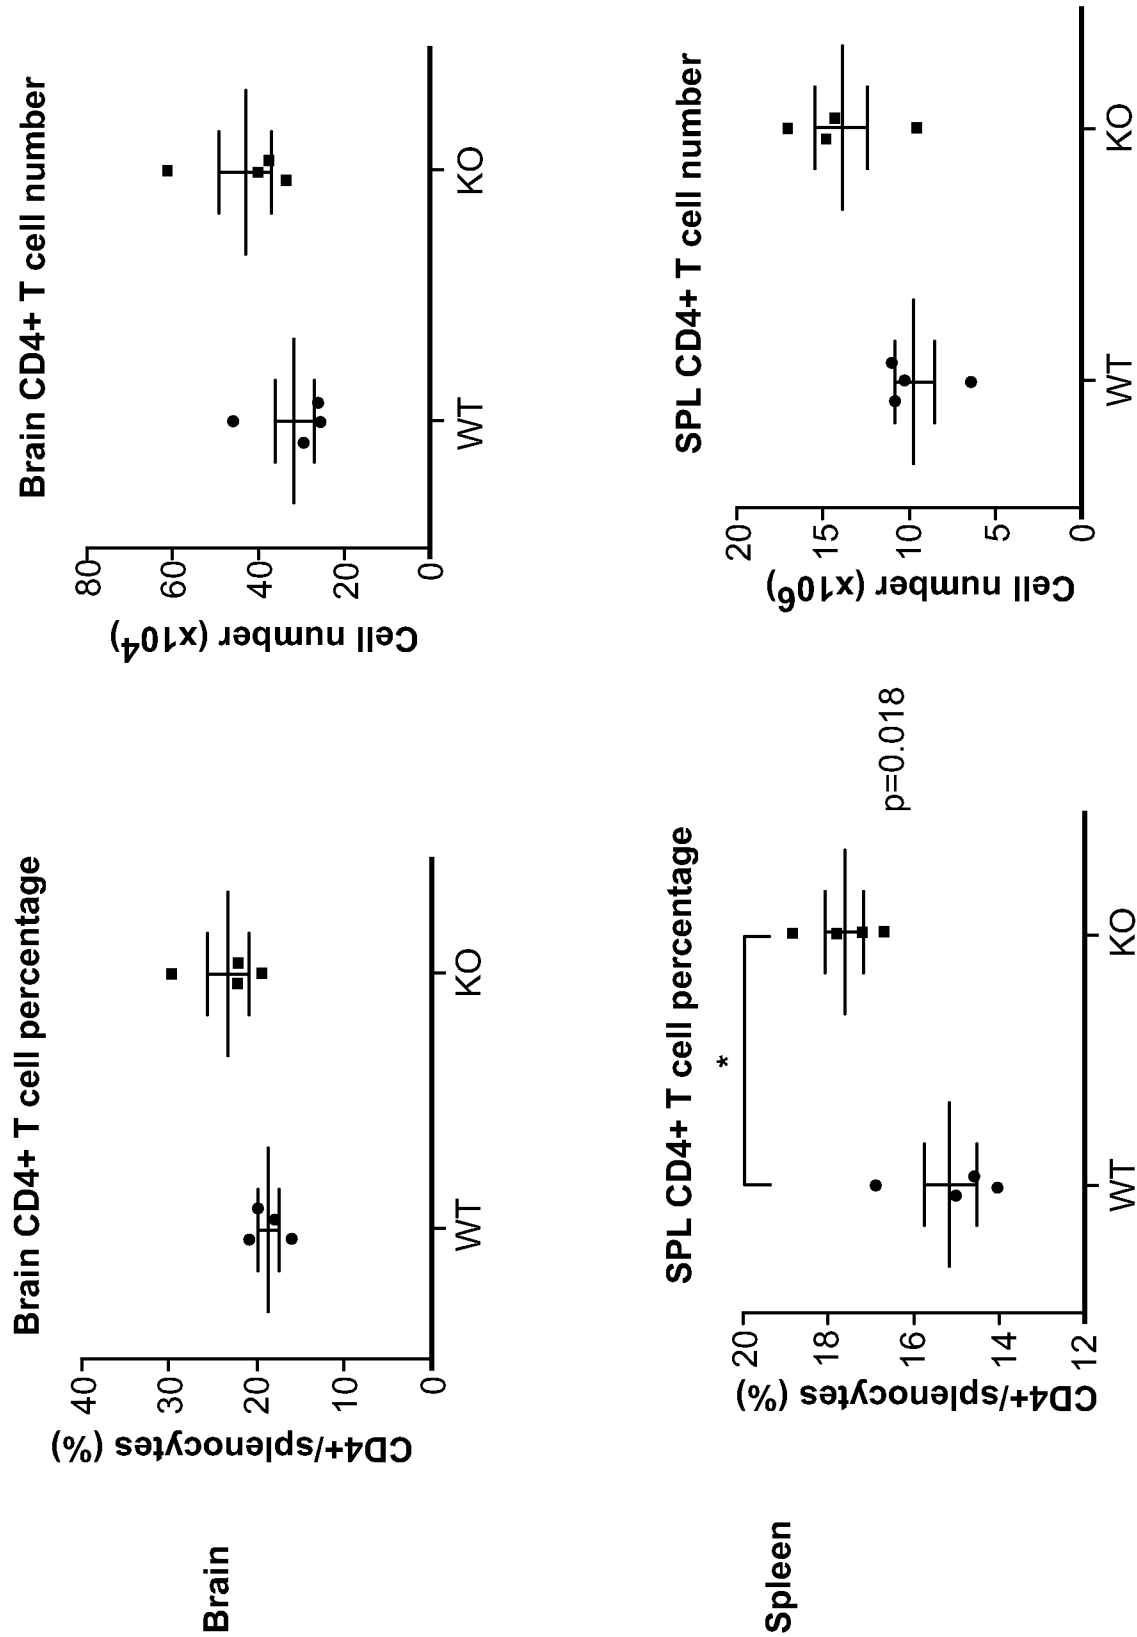 Brain
Brain CD4+ T cell percentage
CD4+/splenocytes (%)
40
30
20
10
0
WT
KO
Brain CD4+ T cell number
Cell number (x10⁴)
80
60
40
20
0
WT
KO
Spleen
SPL CD4+ T cell percentage
CD4+/splenocytes (%)
20
18
16
14
12
*
WT
KO
p=0.018
SPL CD4+ T cell number
Cell number (x10⁶)
20
15
10
5
0
WT
KO